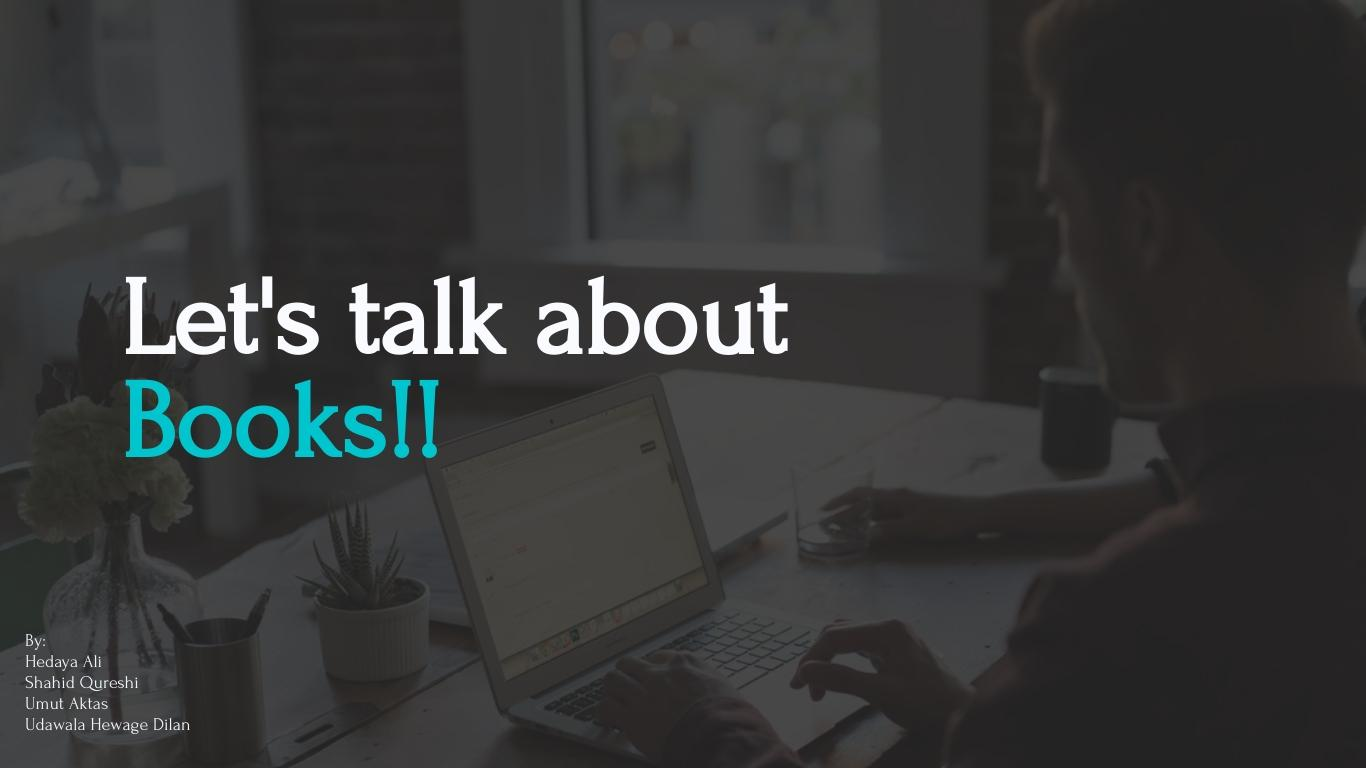 Let's talk about
Books!!
By:
Hedaya Ali
Shahid Qureshi
Umut Aktas
Udawala Hewage Dilan